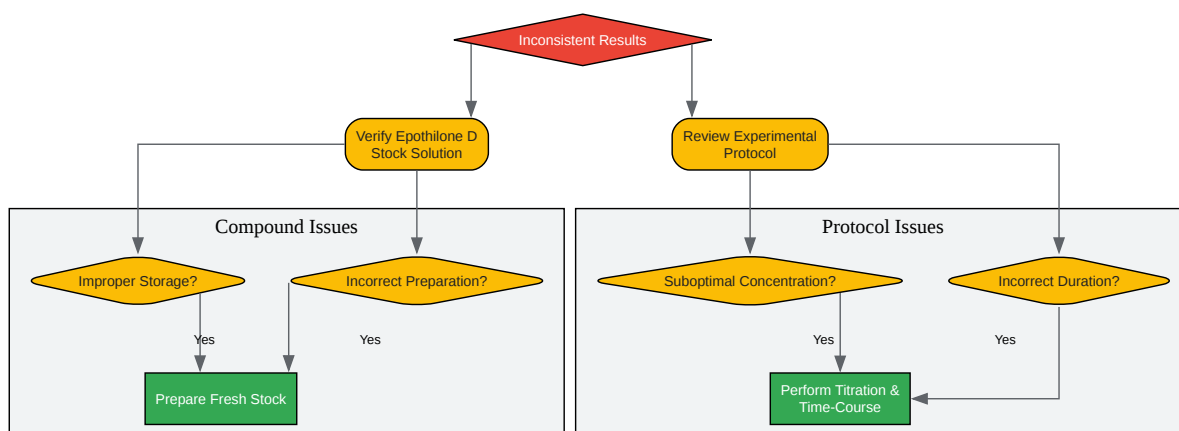 Inconsistent Results
Verify Epothilone D
Stock Solution
Review Experimental
Protocol
Compound Issues
Protocol Issues
Improper Storage?
Incorrect Preparation?
Suboptimal Concentration?
Incorrect Duration?
Yes
Yes
Yes
Yes
Prepare Fresh Stock
Perform Titration &
Time-Course